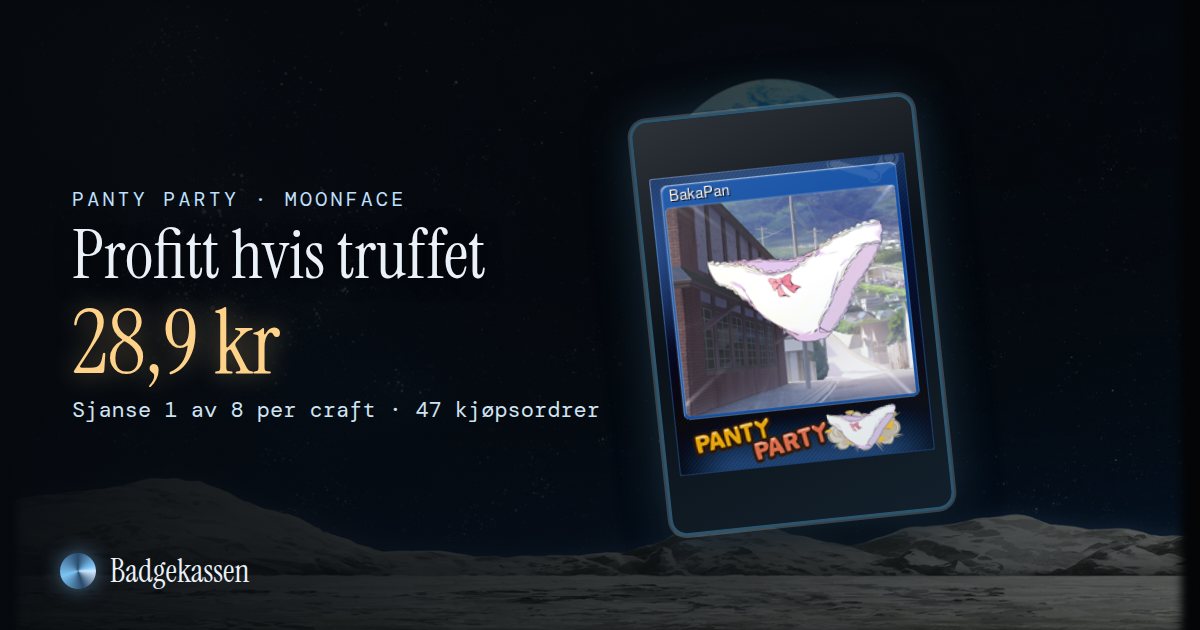 PANTY PARTY · MOONFACE
Profitt hvis truffet
28,9 kr
Sjanse 1 av 8 per craft · 47 kjøpsordrer
BakaPan
PANTY
PARTY
Badgekassen